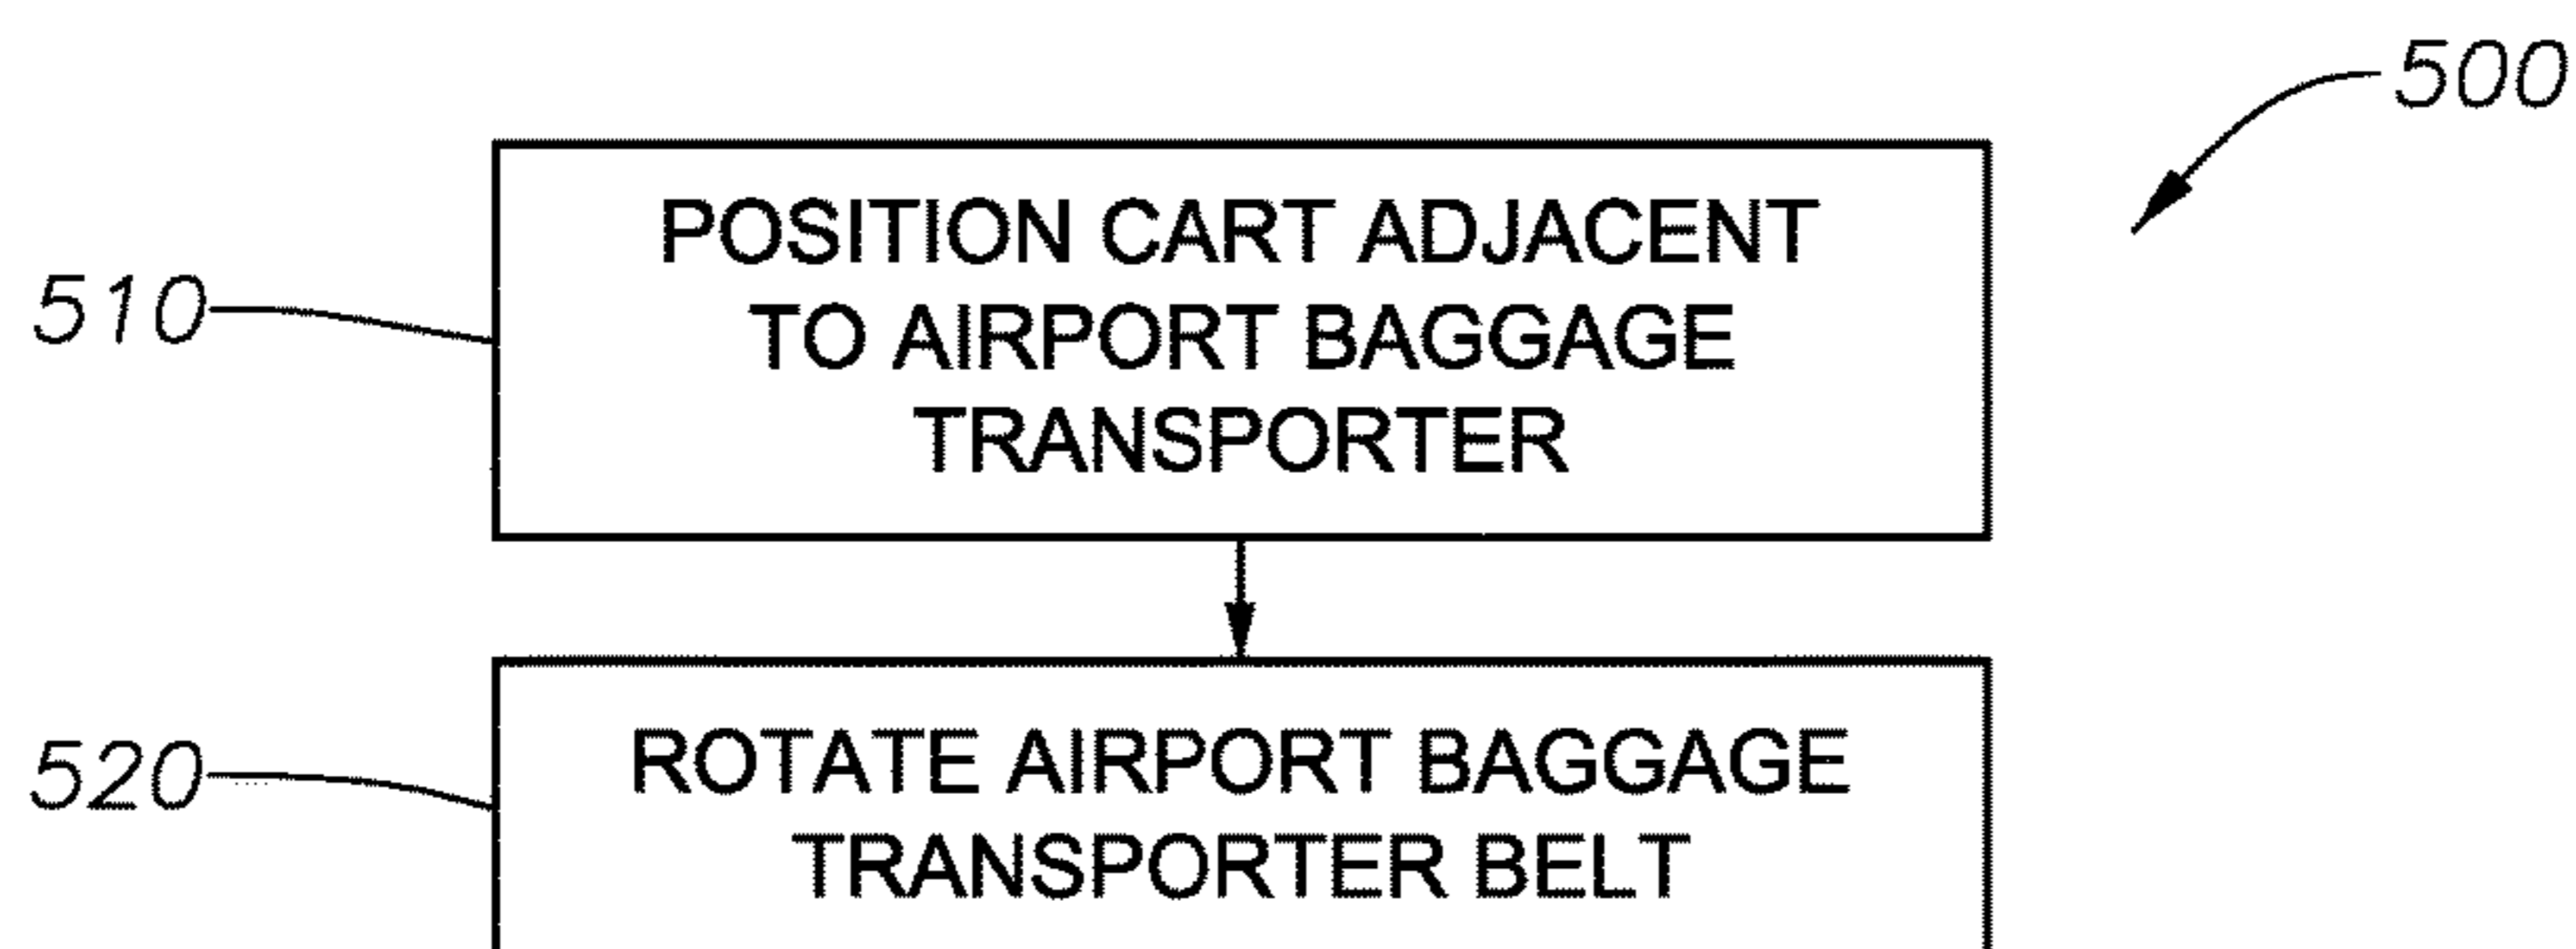 500
510
POSITION CART ADJACENT
TO AIRPORT BAGGAGE
TRANSPORTER
520
ROTATE AIRPORT BAGGAGE
TRANSPORTER BELT